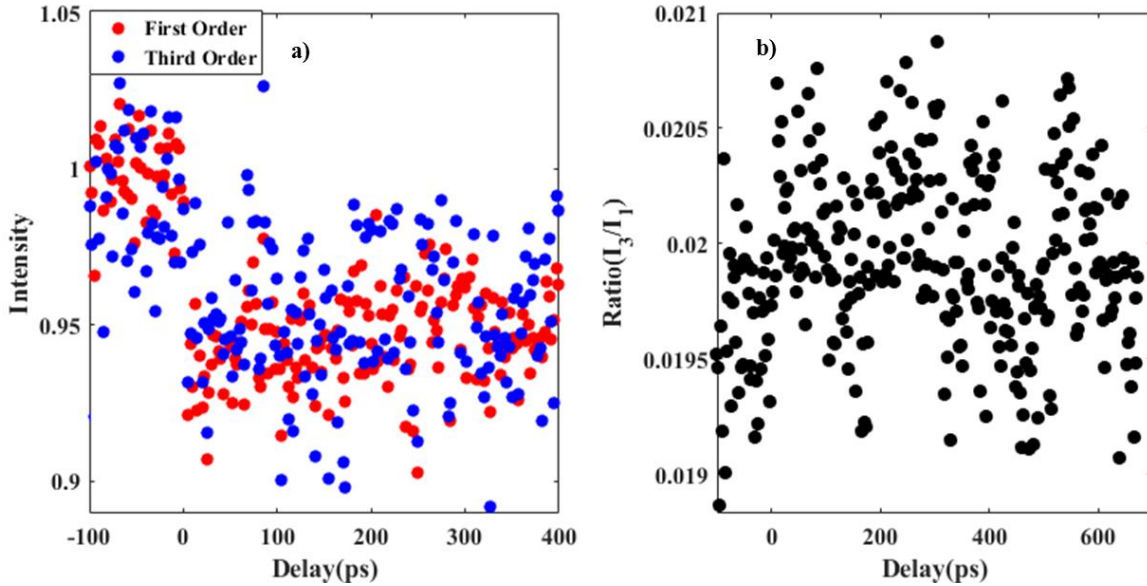 1.05
First Order
Third Order
a)
1
0.95
0.9
Intensity
-100 0 100 200 300 400
Delay(ps)
0.021
b)
0.0205
0.02
0.0195
0.019
Ratio(I3/I1)
0 200 400 600
Delay(ps)